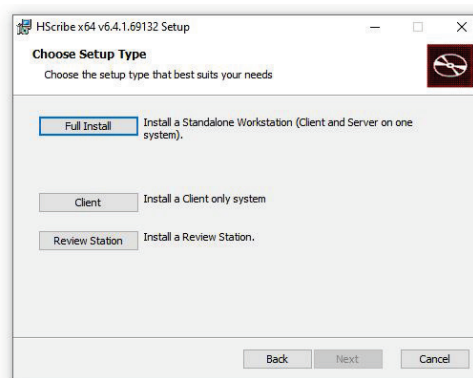 HScribe x64 v6.4.1.69132 Setup
Choose Setup Type
Choose the setup type that best suits your needs
Full Install
Install a Standalone Workstation (Client and Server on one
system).
Client
Install a Client only system
Review Station
Install a Review Station.
Back
Next
Cancel